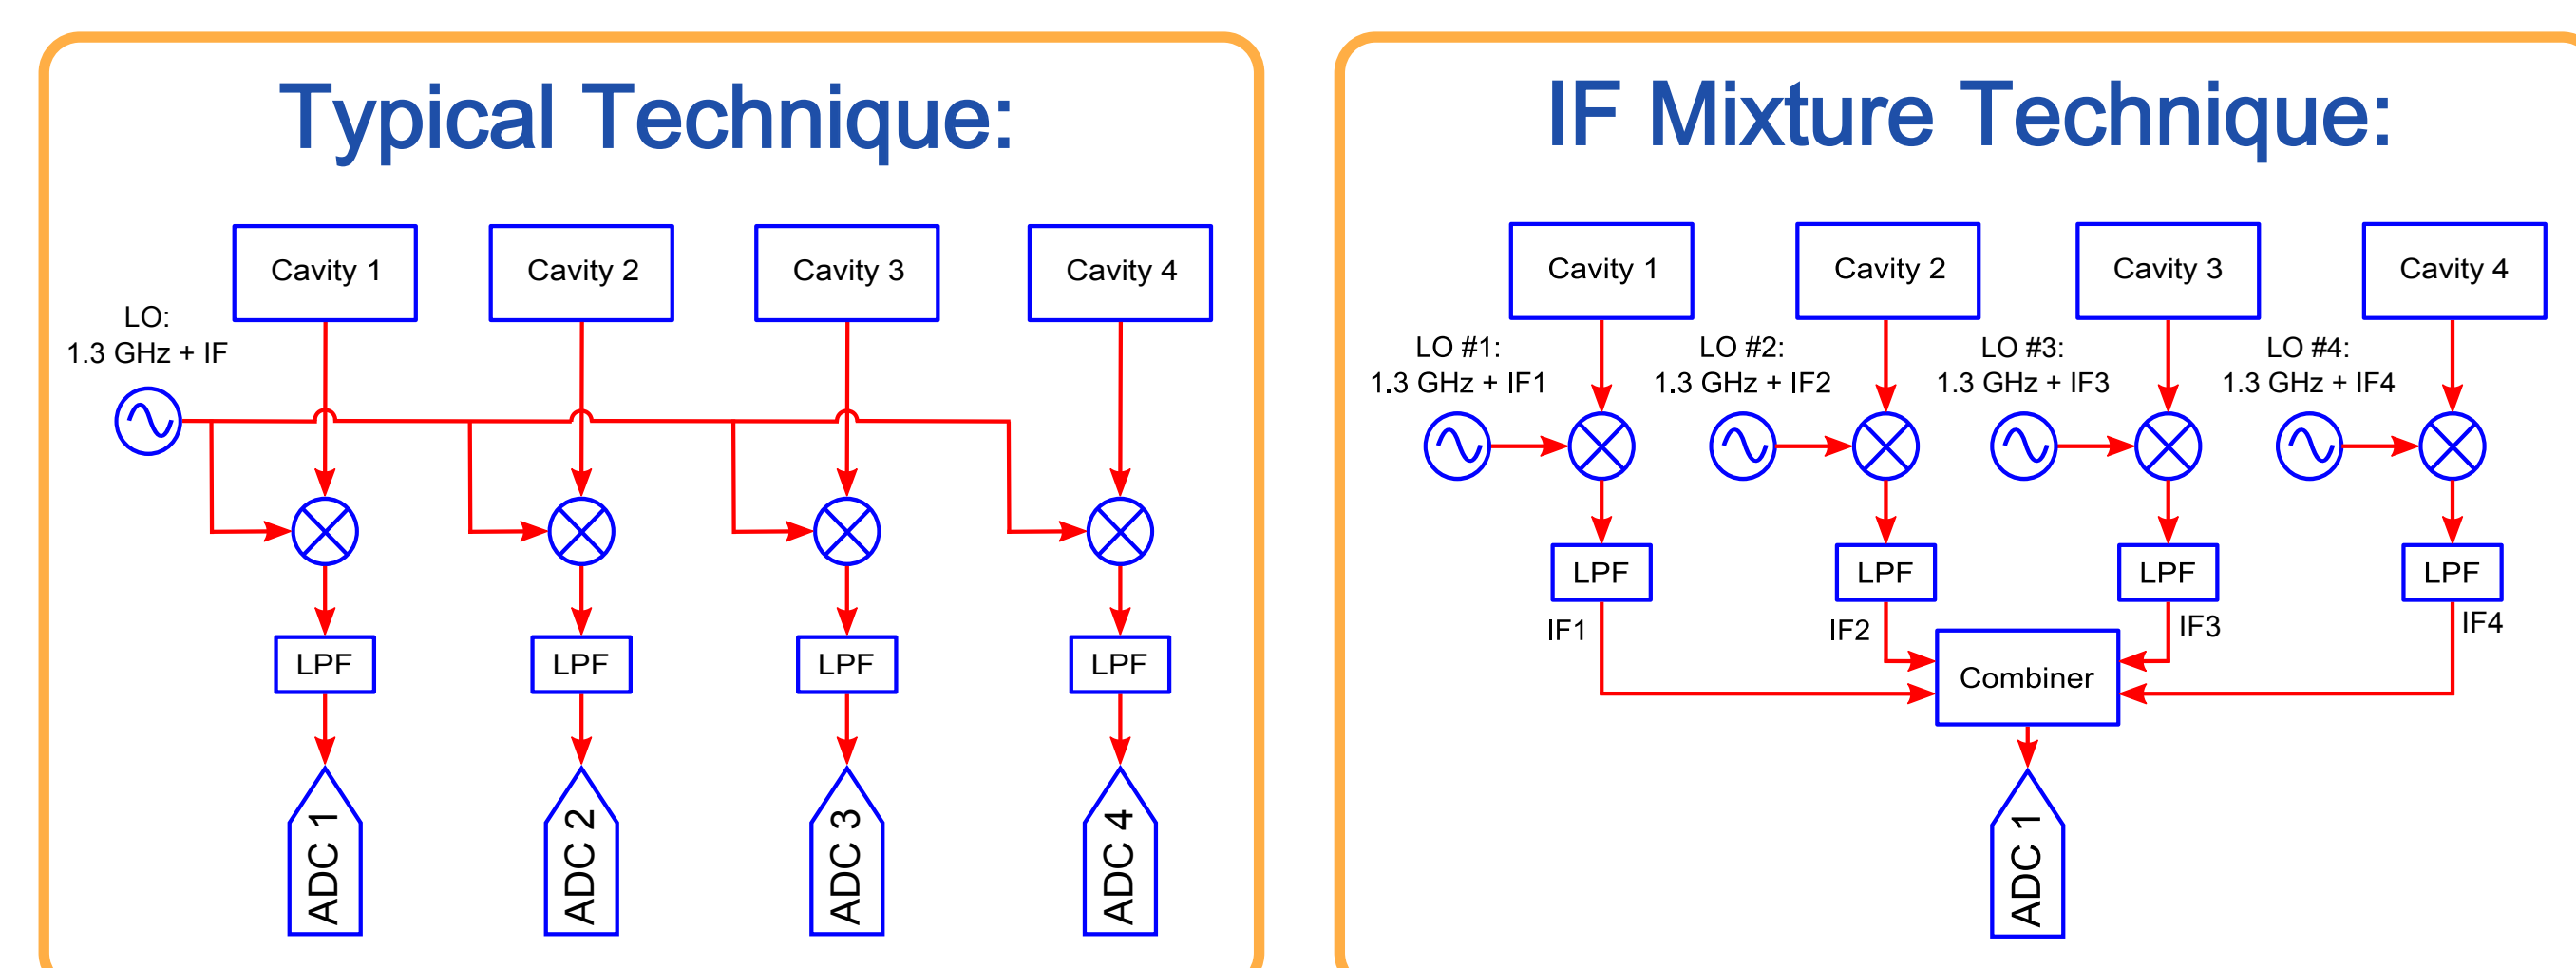 Typical Technique:
Cavity 1
Cavity 2
Cavity 3
Cavity 4
LO:
1.3 GHz + IF
LPF
LPF
LPF
LPF
ADC 1
ADC 2
ADC 3
ADC 4
IF Mixture Technique:
Cavity 1
Cavity 2
Cavity 3
Cavity 4
LO #1:
1.3 GHz + IF1
LO #2:
1.3 GHz + IF2
LO #3:
1.3 GHz + IF3
LO #4:
1.3 GHz + IF4
LPF
LPF
LPF
LPF
IF1
IF2
IF3
IF4
Combiner
ADC 1